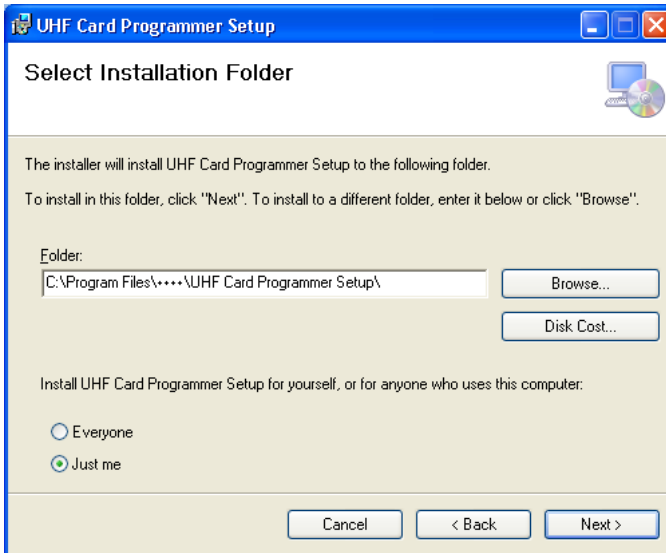 UHF Card Programmer Setup
Select Installation Folder
The installer will install UHF Card Programmer Setup to the following folder.
To install in this folder, click "Next". To install to a different folder, enter it below or click "Browse".
Folder:
C:\Program Files\++++\UHF Card Programmer Setup\
Browse...
Disk Cost...
Install UHF Card Programmer Setup for yourself, or for anyone who uses this computer:
Everyone
Just me
Cancel
< Back
Next >